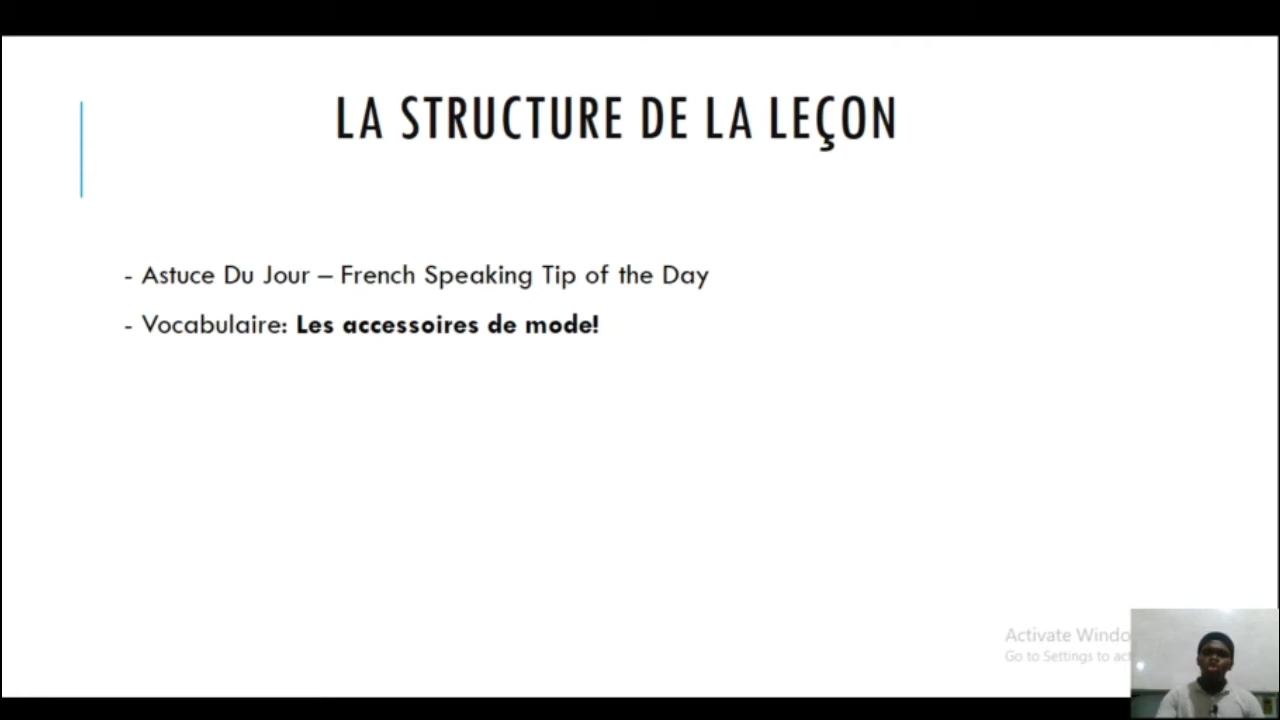 LA STRUCTURE DE LA LEÇON
- Astuce Du Jour – French Speaking Tip of the Day
- Vocabulaire: Les accessoires de mode!
Activate Windo
Go to Settings to act